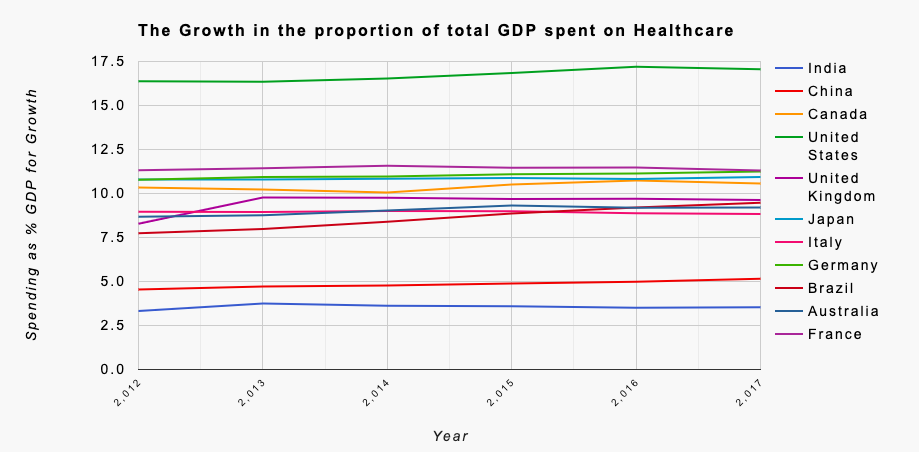 The Growth in the proportion of total GDP spent on Healthcare
Spending as % GDP for Growth
17.5
15.0
12.5
10.0
7.5
5.0
2.5
0.0
2,012
2,013
2,014
2,015
2,016
2,017
Year
India
China
Canada
United
States
United
Kingdom
Japan
Italy
Germany
Brazil
Australia
France